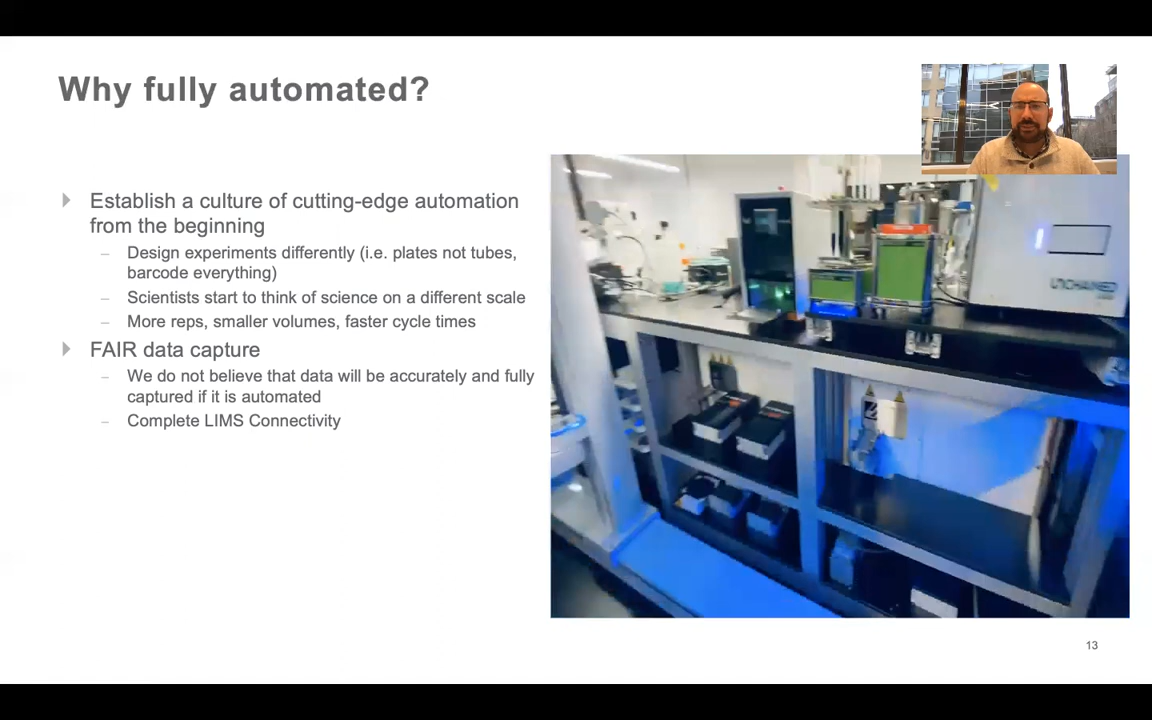 Why fully automated?
Establish a culture of cutting-edge automation
from the beginning
– Design experiments differently (i.e. plates not tubes,
barcode everything)
– Scientists start to think of science on a different scale
– More reps, smaller volumes, faster cycle times
FAIR data capture
– We do not believe that data will be accurately and fully
captured if it is automated
– Complete LIMS Connectivity
UNCHAINED
13